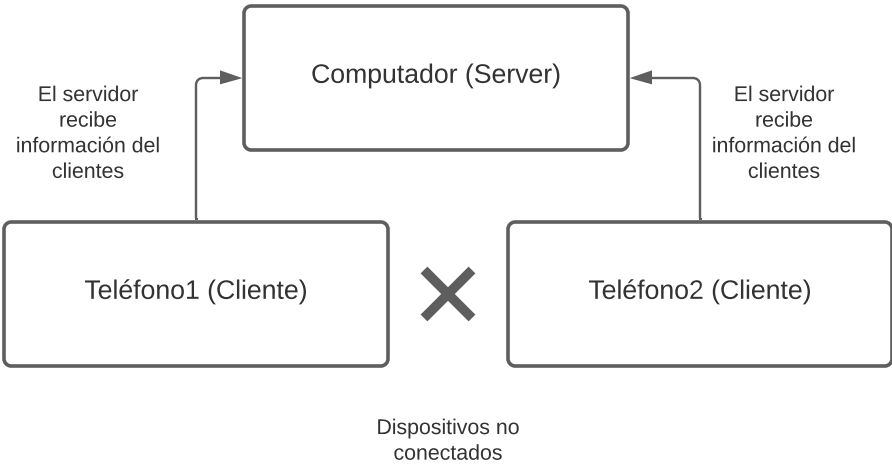 Computador (Server)
El servidor
recibe
información del
clientes
El servidor
recibe
información del
clientes
Teléfono1 (Cliente)
Teléfono2 (Cliente)
Dispositivos no
conectados